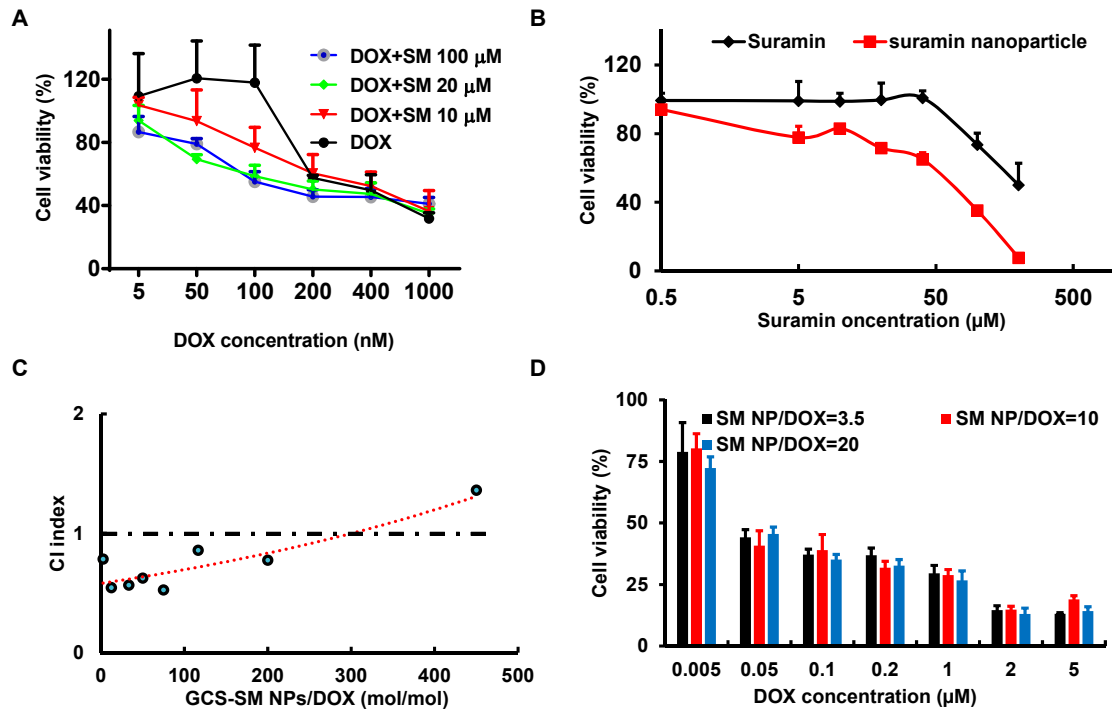 A
DOX+SM 100 μM
DOX+SM 20 μM
DOX+SM 10 μM
DOX
Cell viability (%)
120
80
40
0
5 50 100 200 400 1000
DOX concentration (nM)
B
Suramin suramin nanoparticle
Cell viability (%)
120
80
40
0
0.5 5 50 500
Suramin oncentration (μM)
C
CI index
2
1
0
0 100 200 300 400 500
GCS-SM NPs/DOX (mol/mol)
D
SM NP/DOX=3.5 SM NP/DOX=10
SM NP/DOX=20
Cell viability (%)
100
75
50
25
0
0.005 0.05 0.1 0.2 1 2 5
DOX concentration (μM)